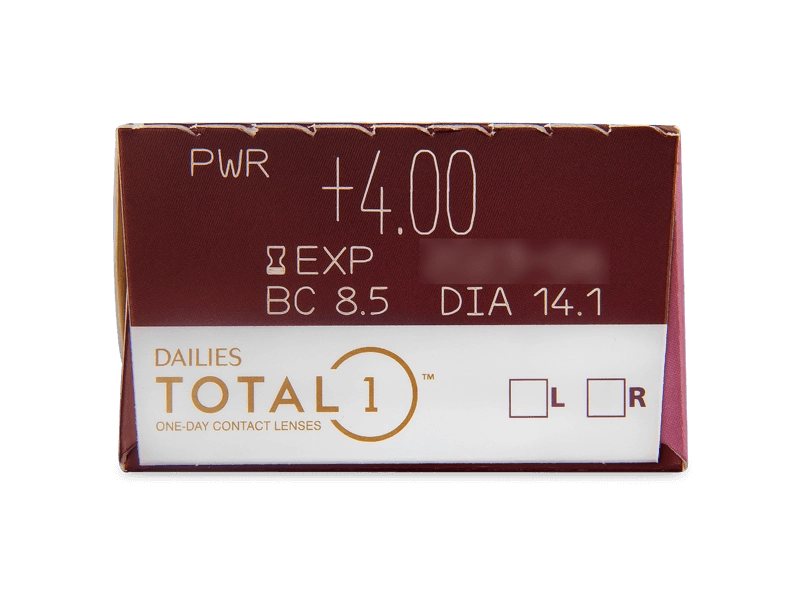 PWR +4.00
EXP
BC 8.5 DIA 14.1
DAILIES
TOTAL 1™
ONE-DAY CONTACT LENSES
L R